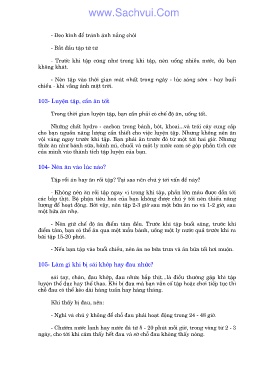 www.Sachvui.Com
- Đeo kính để tránh ánh nắng chói
- Bắt đầu tập từ từ
- Trước khi tập cũng như trong khi tập, nên uống nhiều nước, dù bạn
không khát.
- Nên tập vào thời gian mát nhất trong ngày - lúc sáng sớm - hay buổi
chiều - khi vắng ánh mặt trời.
103- Luyện tập, cần ăn tốt
Trong thời gian luyện tập, bạn cần phải có chế độ ăn, uống tốt.
Những chất hydra - cacbon trong bánh, bột, khoai...và trái cây cung cấp
cho bạn nguồn năng lượng cần thiết cho việc luyện tập. Nhưng không nên ăn
vội vàng ngay trước khi tập. Bạn phải ăn trước đó từ một tới hai giờ. Những
thức ăn như bánh sữa, bánh mì, chuối và mật ly nước cam sẽ góp phần tích cực
của mình vào thành tích tập luyện của bạn.
104- Nên ăn vào lúc nào?
Tập rồi ăn hay ăn rồi tập? Tại sao nên chú ý tới vấn đề này?
- Không nên ăn rồi tập ngay vì trong khi tập, phần lớn máu được dồn tới
các bắp thịt. Bộ phận tiêu hoá của bạn không được chú ý tới nên thiếu năng
lượng để hoạt động. Bởi vậy, nên tập 2-3 giờ sau một bữa ăn no và 1-2 giờ, sau
một bữa ăn nhẹ.
- Nên giữ chế độ ăn điểm tâm đều. Trước khi tập buổi sáng, trước khi
điểm tâm, bạn có thể ăn qua một mẩu bánh, uống một ly nước quả trước khi ra
bãi tập 15-20 phút.
- Nếu bạn tập vào buổi chiều, nên ăn no bữa trưa và ăn bữa tối hơi muộn.
105- Làm gì khi bị sái khớp hay đau nhức?
sái tay, chân, đau khớp, đau nhức bắp thịt...là điều thường gặp khi tập
luyện thể dục hay thể thao. Khi bị đau mà bạn vẫn cố tập hoặc chơi tiếp tục thì
chỗ đau có thể kéo dài hàng tuần hay hàng tháng.
Khi thấy bị đau, nên:
- Nghỉ và chú ý không để chỗ đau phải hoạt động trong 24 - 48 giờ.
- Chườm nước lạnh hay nước đá từ 5 - 20 phút mỗi giờ, trong vòng từ 2 - 3
ngày, cho tới khi cảm thấy hết đau và sờ chỗ đau không thấy nóng.